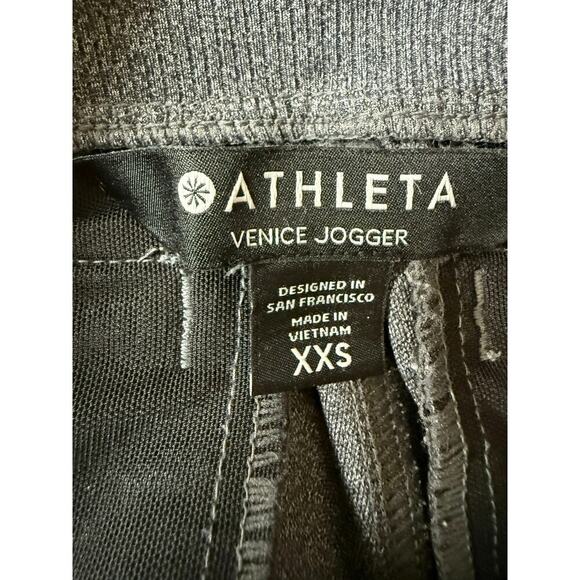 ATHLETA
VENICE JOGGER
DESIGNED IN
SAN FRANCISCO
MADE IN
VIETNAM
XXS